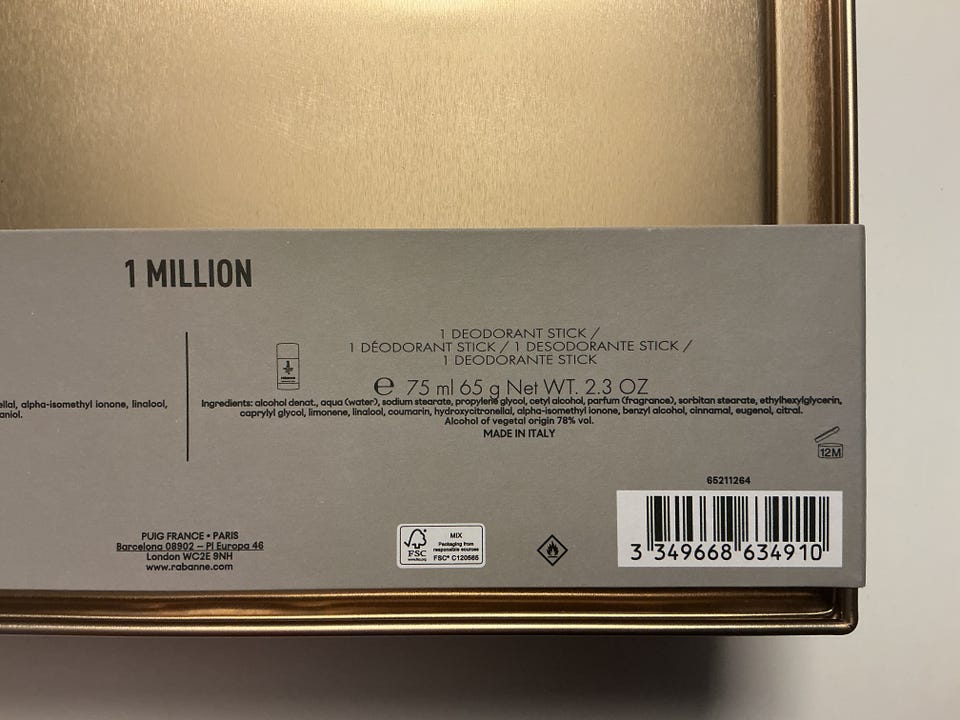 1 MILLION
1 DEODORANT STICK /
1 DÉODORANT STICK / 1 DESODORANTE STICK /
1 DEODORANTE STICK
℮ 75 ml 65 g Net WT. 2.3 OZ
ellal, alpha-isomethyl ionone, linalool,
aniol.
Ingredients: alcohol denat., aqua (water), sodium stearate, propylene glycol, cetyl alcohol, parfum (fragrance), sorbitan stearate, ethylhexylglycerin,
caprylyl glycol, limonene, linalool, coumarin, hydroxycitronellal, alpha-isomethyl ionone, benzyl alcohol, cinnamal, eugenol, citral.
Alcohol of vegetal origin 78% vol.
MADE IN ITALY
12M
65211264
3 349668 634910
PUIG FRANCE • PARIS
Barcelona 08902 – Pl Europa 46
London WC2E 9NH
www.rabanne.com
FSC
www.fsc.org
MIX
Packaging from
responsible sources
FSC® C120565